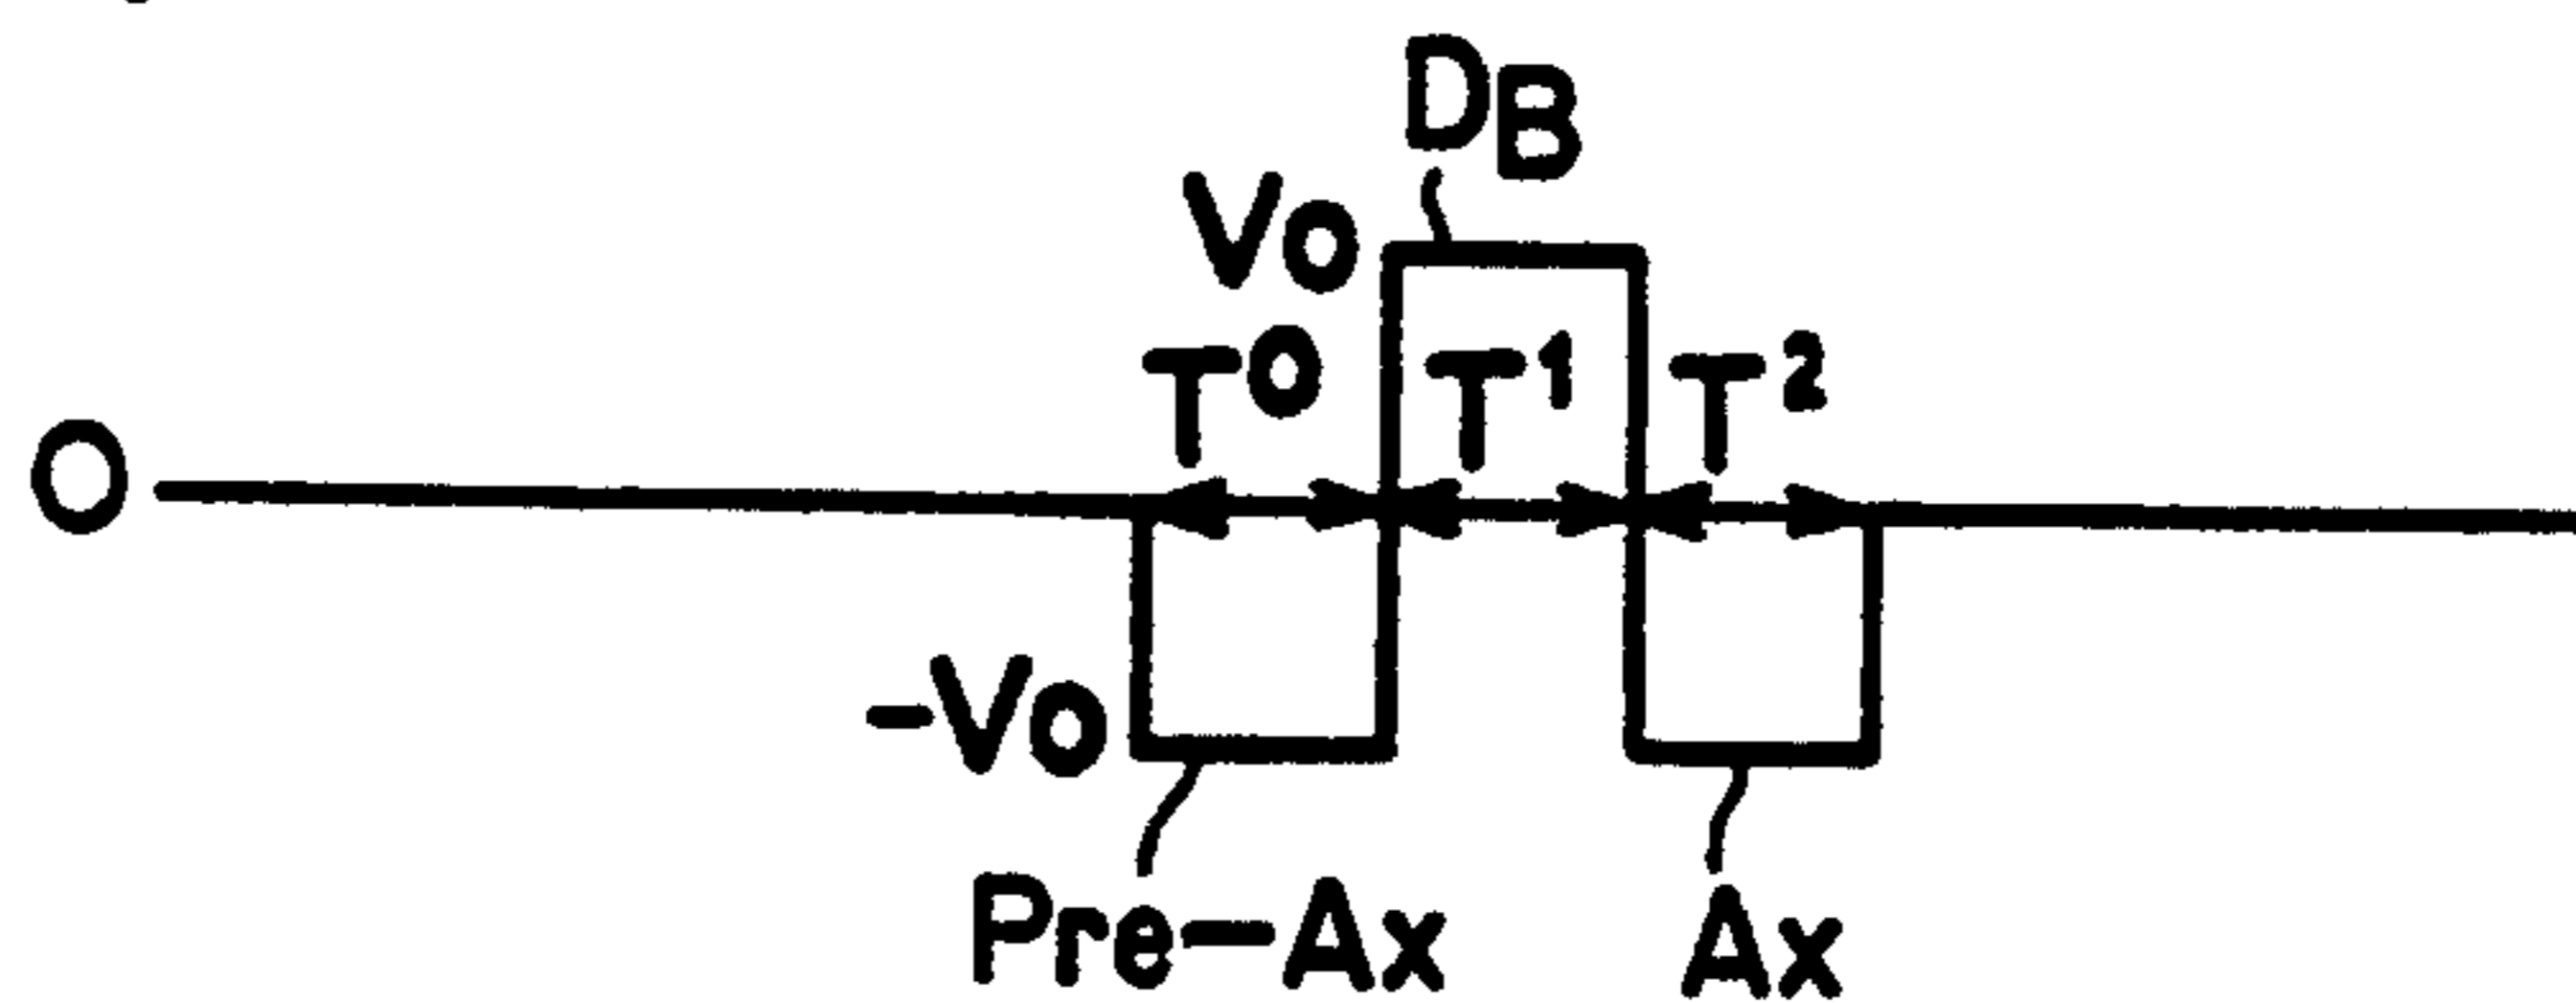 DB
Vo
T0 T1 T2
O
-Vo
Pre-Ax Ax